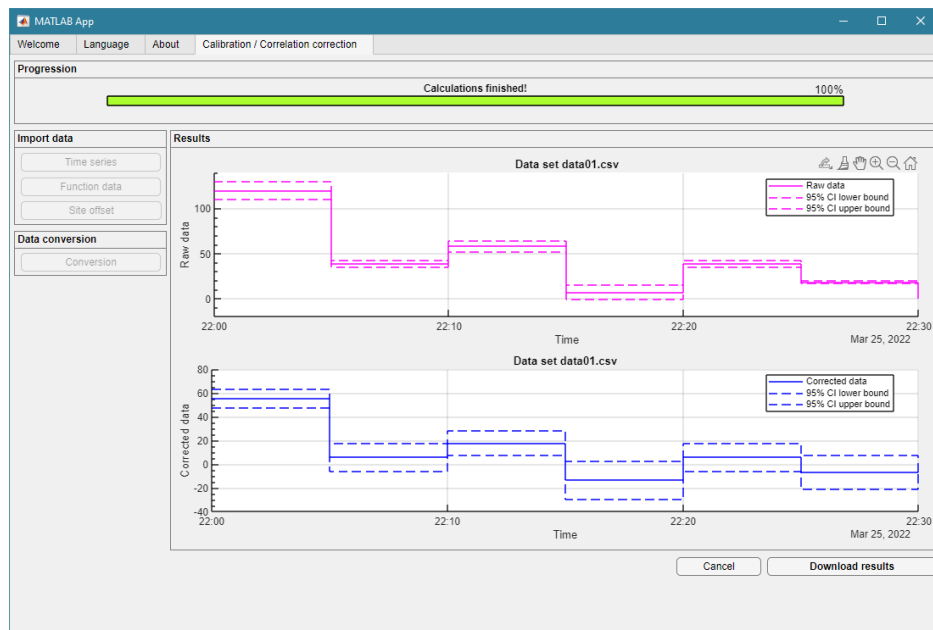 MATLAB App
Welcome Language About Calibration / Correlation correction
Progression
Calculations finished! 100%
Import data
Time series
Function data
Site offset
Data conversion
Conversion
Results
Data set data01.csv
Raw data
95% CI lower bound
95% CI upper bound
Raw data
100
50
0
22:00 22:10 22:20 22:30
Time
Mar 25, 2022
Data set data01.csv
Corrected data
95% CI lower bound
95% CI upper bound
Corrected data
80
60
40
20
0
-20
-40
22:00 22:10 22:20 22:30
Time
Mar 25, 2022
Cancel Download results